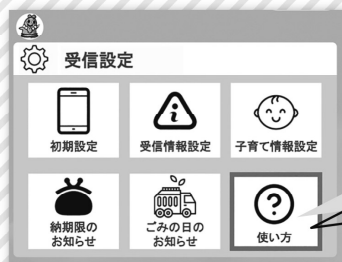 受信設定
初期設定
受信情報設定
子育て情報設定
納期限の
お知らせ
ごみの日の
お知らせ
使い方